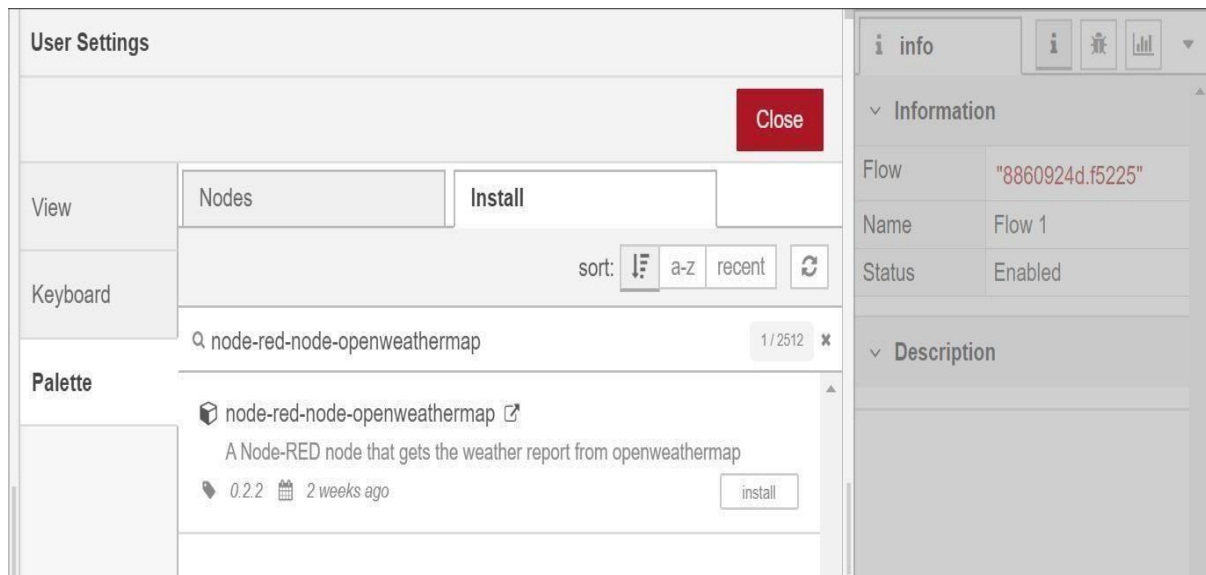 User Settings
Close
View
Keyboard
Palette
Nodes
Install
sort: a-z recent
node-red-node-openweathermap 1 / 2512
node-red-node-openweathermap
A Node-RED node that gets the weather report from openweathermap
0.2.2 2 weeks ago
install
info
Information
Flow "8860924d.f5225"
Name Flow 1
Status Enabled
Description